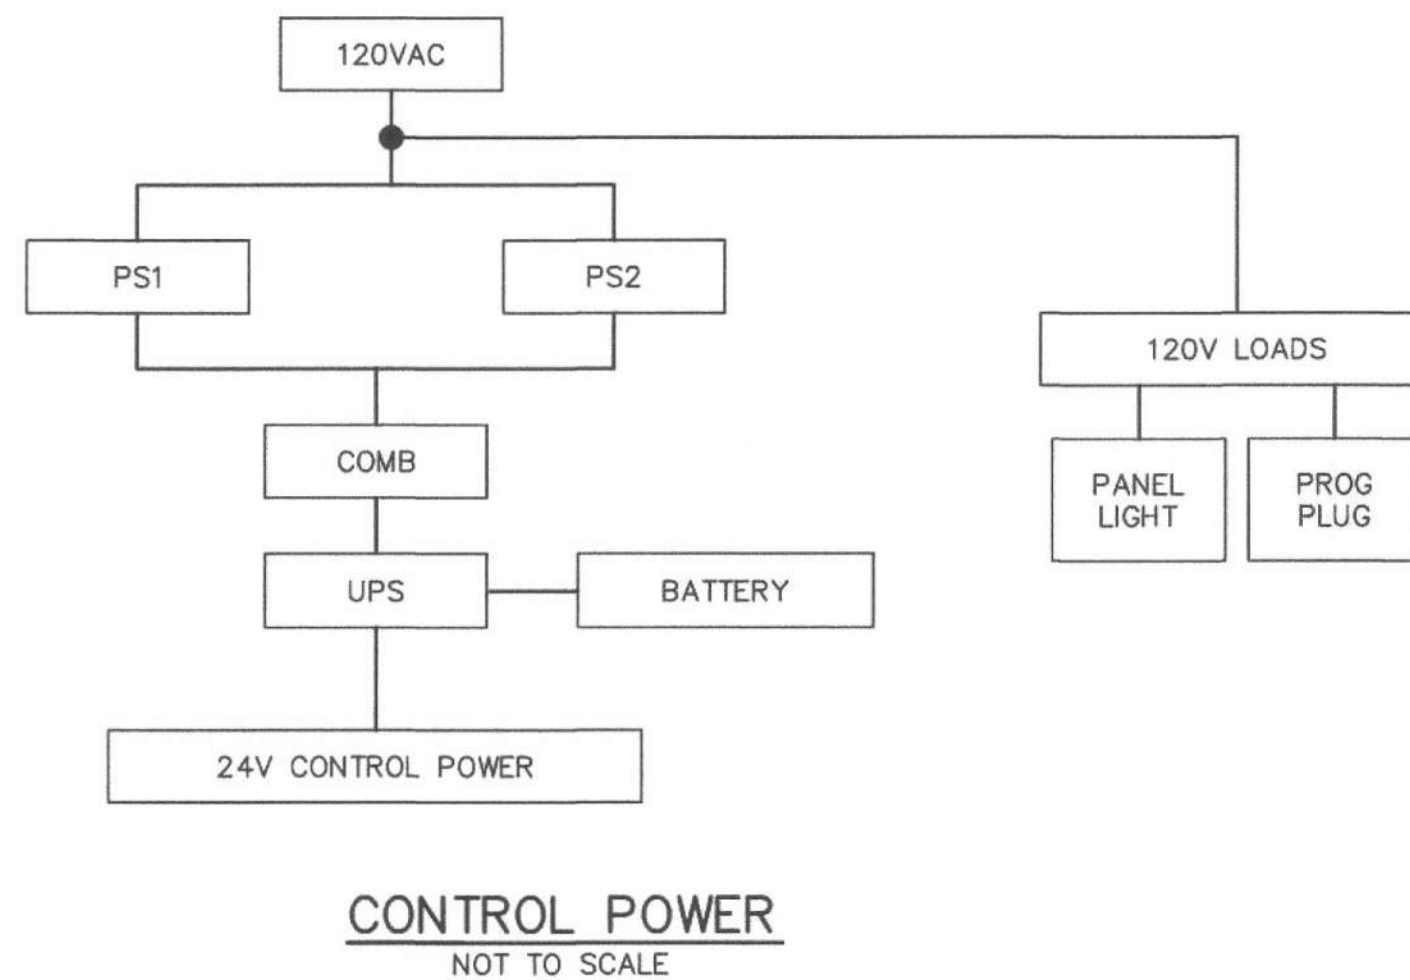 120VAC
PS1
PS2
120V LOADS
COMB
PANEL
LIGHT
PROG
PLUG
UPS
BATTERY
24V CONTROL POWER
CONTROL POWER
NOT TO SCALE